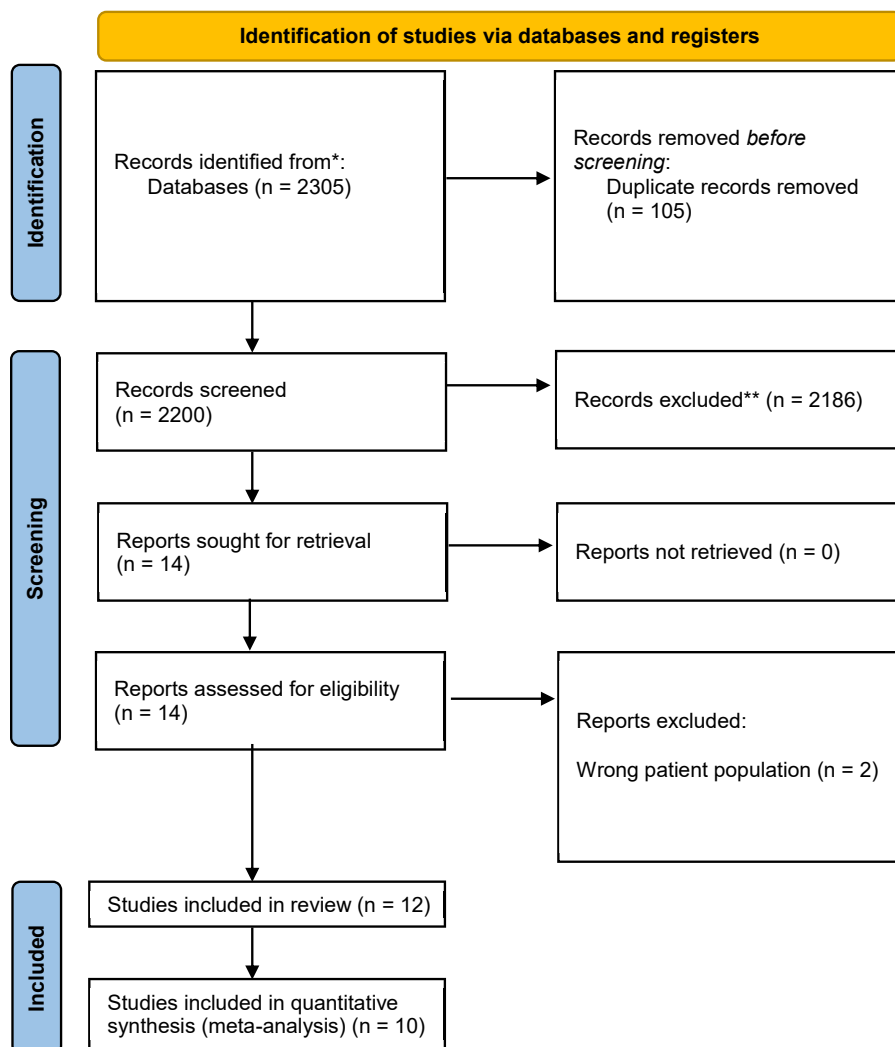 Identification of studies via databases and registers
Identification
Records identified from*:
Databases (n = 2305)
Records removed before
screening:
Duplicate records removed
(n = 105)
Screening
Records screened
(n = 2200)
Records excluded** (n = 2186)
Reports sought for retrieval
(n = 14)
Reports not retrieved (n = 0)
Reports assessed for eligibility
(n = 14)
Reports excluded:
Wrong patient population (n = 2)
Included
Studies included in review (n = 12)
Studies included in quantitative
synthesis (meta-analysis) (n = 10)